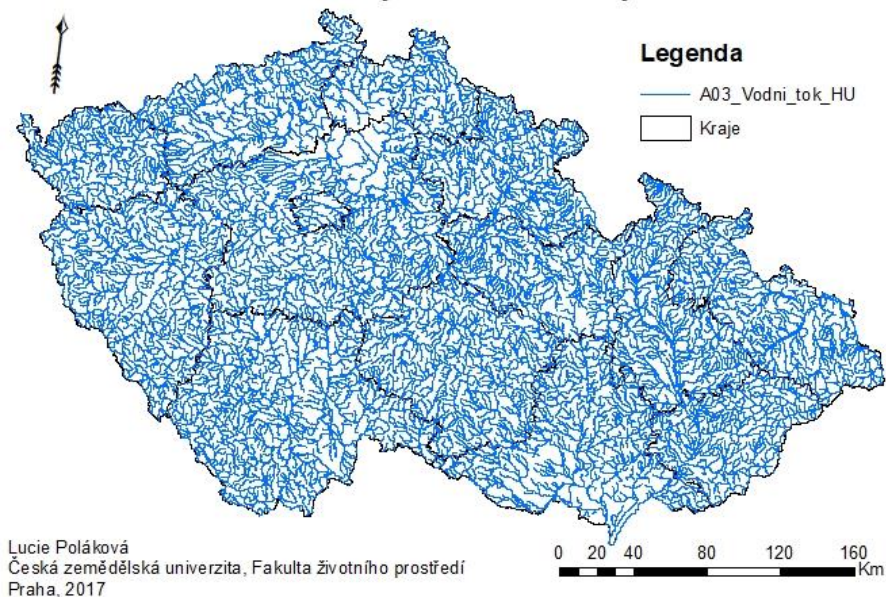 Legenda
A03_Vodni_tok_HU
Kraje
Lucie Poláková
Česká zemědělská univerzita, Fakulta životního prostředí
Praha, 2017
0 20 40 80 120 160
Km